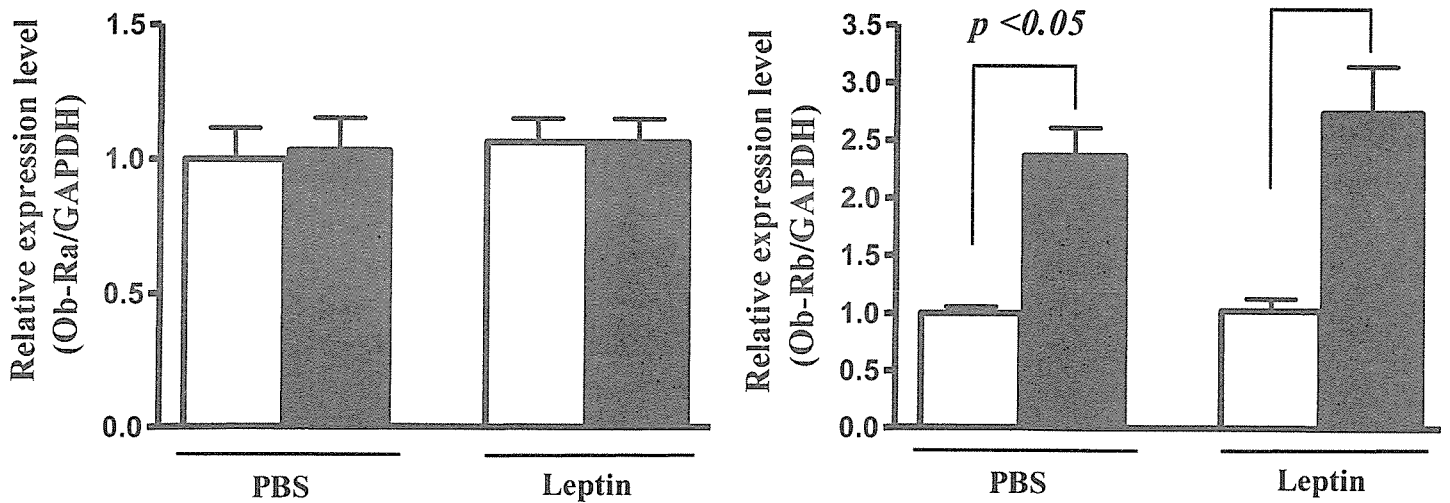 Relative expression level
(Ob-Ra/GAPDH)
1.5
1.0
0.5
0.0
PBS
Leptin
Relative expression level
(Ob-Rb/GAPDH)
3.5
3.0
2.5
2.0
1.5
1.0
0.5
0.0
p <0.05
PBS
Leptin